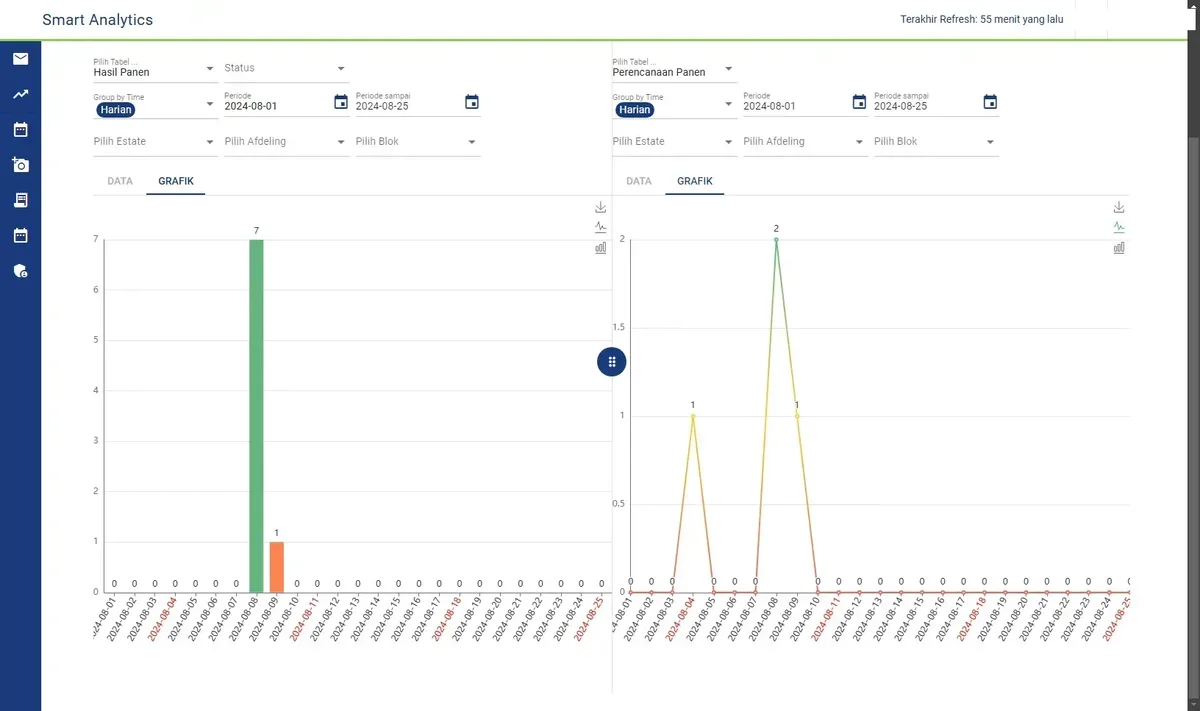 Smart Analytics
Terakhir Refresh: 55 menit yang lalu
Pilih Tabel ...
Hasil Panen
Status
Group by Time
Harian
Periode
2024-08-01
Periode sampai
2024-08-25
Pilih Estate
Pilih Afdeling
Pilih Blok
DATA
GRAFIK
7
6
5
4
3
2
1
0
7
1
0 0 0 0 0 0 0 0 0 0 0 0 0 0 0 0 0 0 0 0 0 0 0
2024-08-01
2024-08-02
2024-08-03
2024-08-04
2024-08-05
2024-08-06
2024-08-07
2024-08-08
2024-08-09
2024-08-10
2024-08-11
2024-08-12
2024-08-13
2024-08-14
2024-08-15
2024-08-16
2024-08-17
2024-08-18
2024-08-19
2024-08-20
2024-08-21
2024-08-22
2024-08-23
2024-08-24
2024-08-25
Pilih Tabel ...
Perencanaan Panen
Group by Time
Harian
Periode
2024-08-01
Periode sampai
2024-08-25
Pilih Estate
Pilih Afdeling
Pilih Blok
DATA
GRAFIK
2
1.5
1
0.5
0
1
2
1
0 0 0 0 0 0 0 0 0 0 0 0 0 0 0 0 0 0 0 0 0 0
-08-01
2024-08-02
2024-08-03
2024-08-04
2024-08-05
2024-08-06
2024-08-07
2024-08-08
2024-08-09
2024-08-10
2024-08-11
2024-08-12
2024-08-13
2024-08-14
2024-08-15
2024-08-16
2024-08-17
2024-08-18
2024-08-19
2024-08-20
2024-08-21
2024-08-22
2024-08-23
2024-08-24
2024-08-25